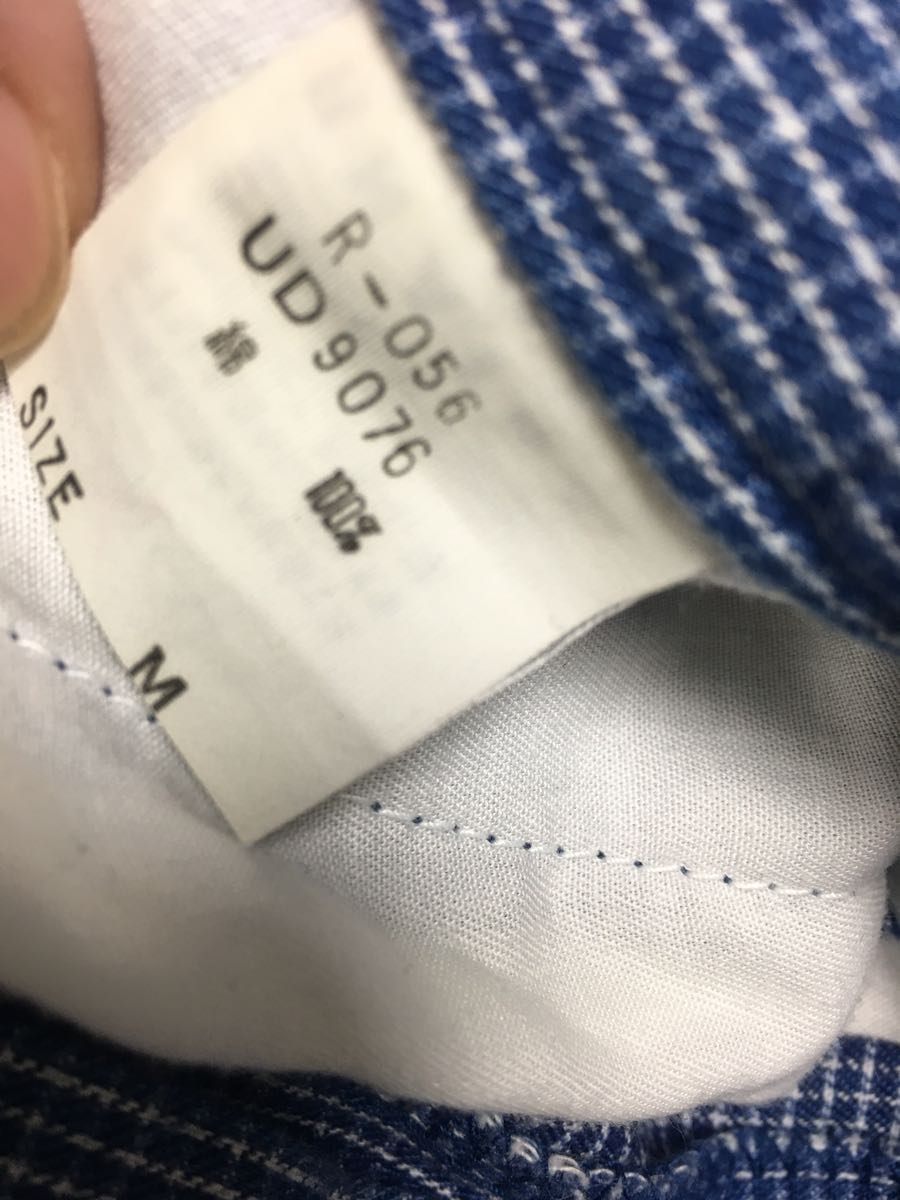 R-056
UD9076
綿 100%
SIZE M